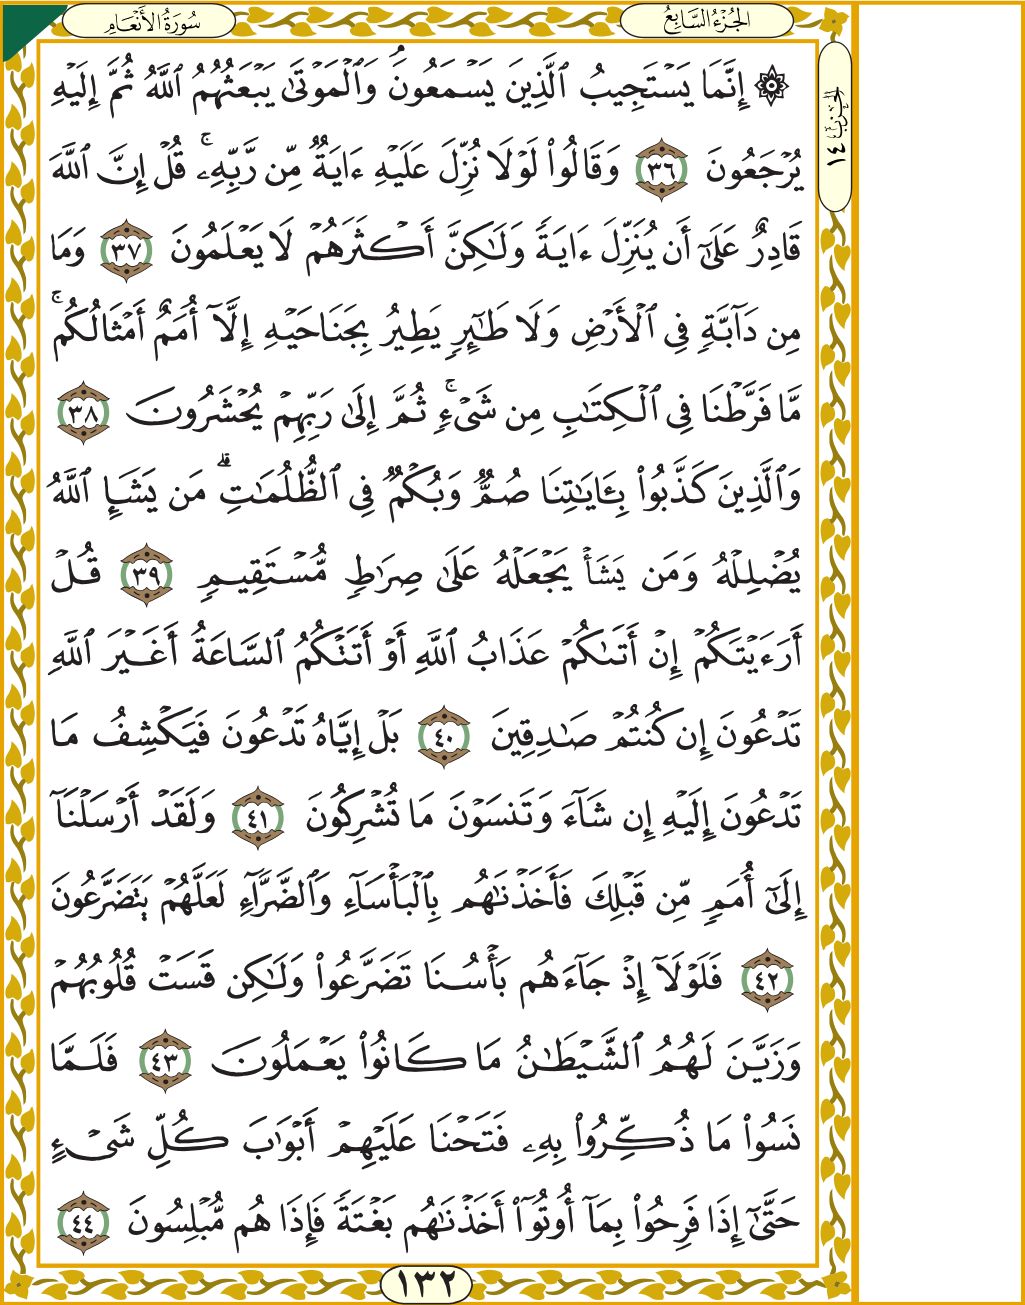 الجُزْءُ السَّابِعُ
سُورَةُ الأَنْعَامِ
الحِزْبُ ١٤
۞ إِنَّمَا يَسْتَجِيبُ ٱلَّذِينَ يَسْمَعُونَۘ وَٱلْمَوْتَىٰ يَبْعَثُهُمُ ٱللَّهُ ثُمَّ إِلَيْهِ
يُرْجَعُونَ ٣٦ وَقَالُوا۟ لَوْلَا نُزِّلَ عَلَيْهِ ءَايَةٌ مِّن رَّبِّهِۦۚ قُلْ إِنَّ ٱللَّهَ
قَادِرٌ عَلَىٰٓ أَن يُنَزِّلَ ءَايَةً وَلَٰكِنَّ أَكْثَرَهُمْ لَا يَعْلَمُونَ ٣٧ وَمَا
مِن دَآبَّةٍ فِى ٱلْأَرْضِ وَلَا طَٰٓئِرٍ يَطِيرُ بِجَنَاحَيْهِ إِلَّآ أُمَمٌ أَمْثَالُكُمۚ
مَّا فَرَّطْنَا فِى ٱلْكِتَٰبِ مِن شَىْءٍۚ ثُمَّ إِلَىٰ رَبِّهِمْ يُحْشَرُونَ ٣٨
وَٱلَّذِينَ كَذَّبُوا۟ بِـَٔايَٰتِنَا صُمٌّ وَبُكْمٌ فِى ٱلظُّلُمَٰتِۗ مَن يَشَإِ ٱللَّهُ
يُضْلِلْهُ وَمَن يَشَأْ يَجْعَلْهُ عَلَىٰ صِرَٰطٍ مُّسْتَقِيمٍ ٣٩ قُلْ
أَرَءَيْتَكُمْ إِنْ أَتَىٰكُمْ عَذَابُ ٱللَّهِ أَوْ أَتَتْكُمُ ٱلسَّاعَةُ أَغَيْرَ ٱللَّهِ
تَدْعُونَ إِن كُنتُمْ صَٰدِقِينَ ٤٠ بَلْ إِيَّاهُ تَدْعُونَ فَيَكْشِفُ مَا
تَدْعُونَ إِلَيْهِ إِن شَآءَ وَتَنسَوْنَ مَا تُشْرِكُونَ ٤١ وَلَقَدْ أَرْسَلْنَآ
إِلَىٰٓ أُمَمٍ مِّن قَبْلِكَ فَأَخَذْنَٰهُم بِٱلْبَأْسَآءِ وَٱلضَّرَّآءِ لَعَلَّهُمْ يَتَضَرَّعُونَ
٤٢ فَلَوْلَآ إِذْ جَآءَهُم بَأْسُنَا تَضَرَّعُوا۟ وَلَٰكِن قَسَتْ قُلُوبُهُمْ
وَزَيَّنَ لَهُمُ ٱلشَّيْطَٰنُ مَا كَانُوا۟ يَعْمَلُونَ ٤٣ فَلَمَّا
نَسُوا۟ مَا ذُكِّرُوا۟ بِهِۦ فَتَحْنَا عَلَيْهِمْ أَبْوَٰبَ كُلِّ شَىْءٍ
حَتَّىٰٓ إِذَا فَرِحُوا۟ بِمَآ أُوتُوٓا۟ أَخَذْنَٰهُم بَغْتَةً فَإِذَا هُم مُّبْلِسُونَ ٤٤
١٣٢